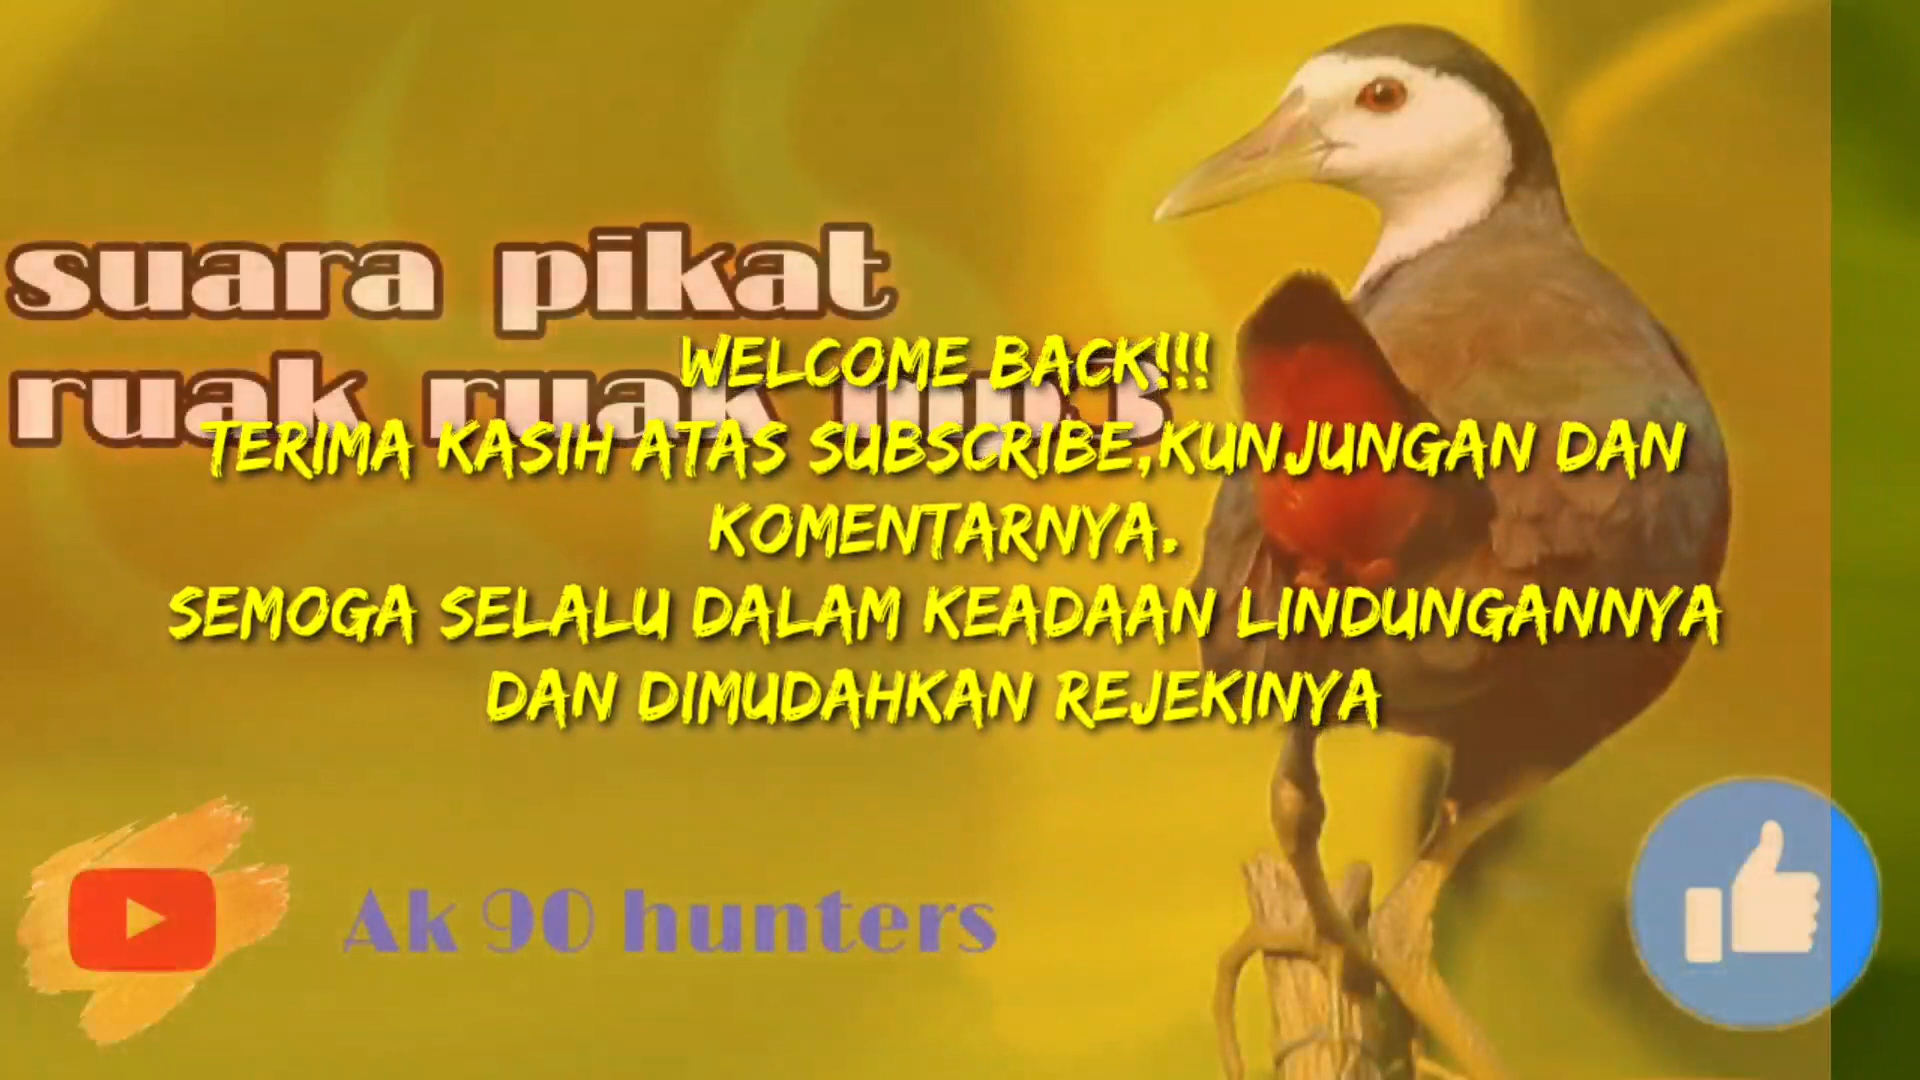 suara pikat
ruak ruak mp3
WELCOME BACK!!!
TERIMA KASIH ATAS SUBSCRIBE,KUNJUNGAN DAN
KOMENTARNYA.
SEMOGA SELALU DALAM KEADAAN LINDUNGANNYA
DAN DIMUDAHKAN REJEKINYA
Ak 90 hunters